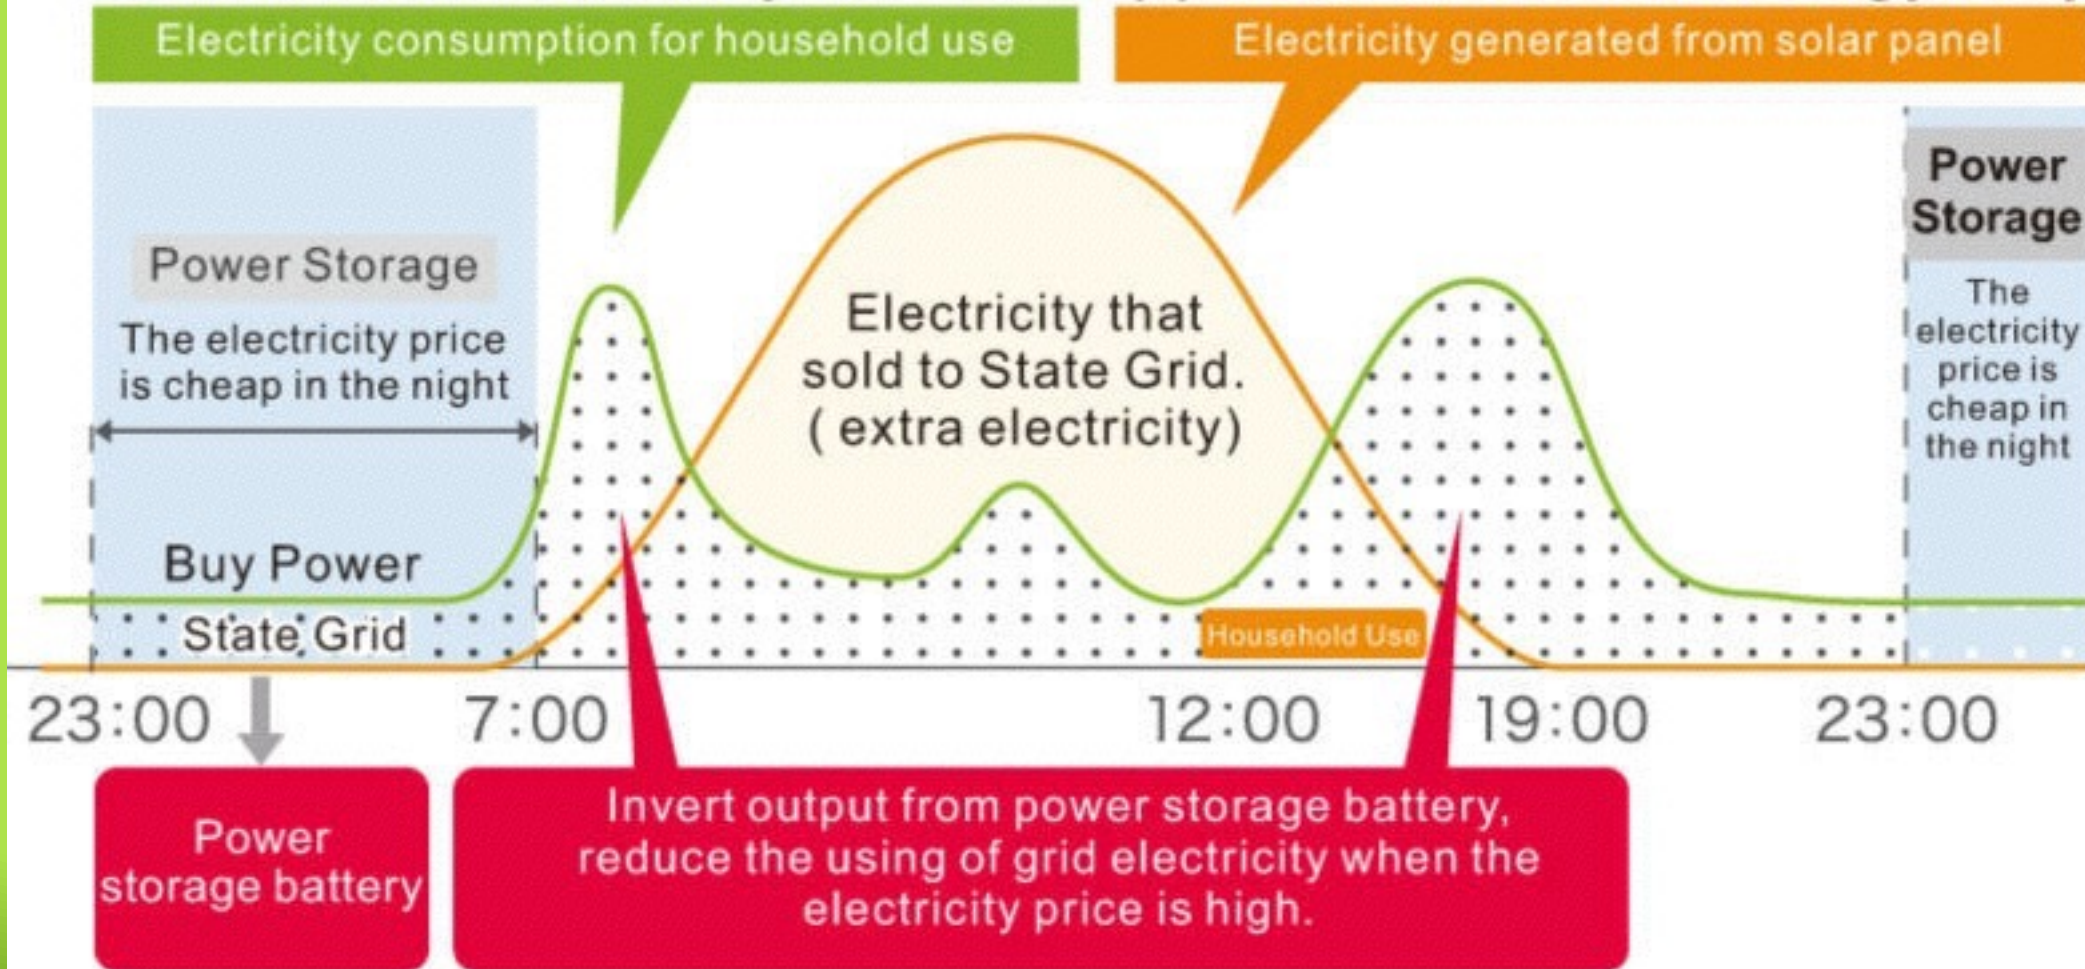 Electricity consumption for household use
Electricity generated from solar panel
Power Storage
The electricity price
is cheap in the night
Buy Power
State Grid
Electricity that
sold to State Grid.
( extra electricity)
Household Use
Power
Storage
The
electricity
price is
cheap in
the night
23:00
7:00
12:00
19:00
23:00
Power
storage battery
Invert output from power storage battery,
reduce the using of grid electricity when the
electricity price is high.